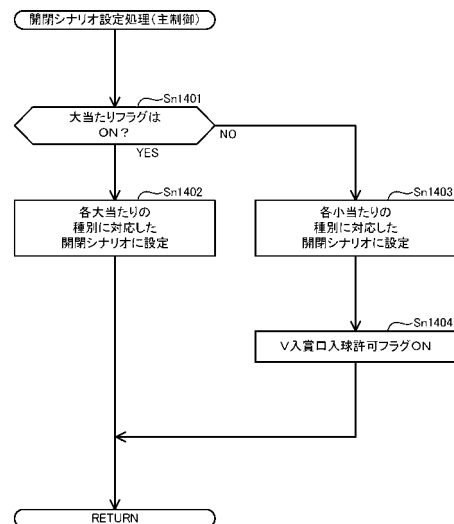 開閉シナリオ設定処理(主制御)
Sn1401
大当たりフラグは
ON?
NO
YES
Sn1402
各大当たりの
種別に対応した
開閉シナリオに設定
Sn1403
各小当たりの
種別に対応した
開閉シナリオに設定
Sn1404
V入賞口入球許可フラグON
RETURN